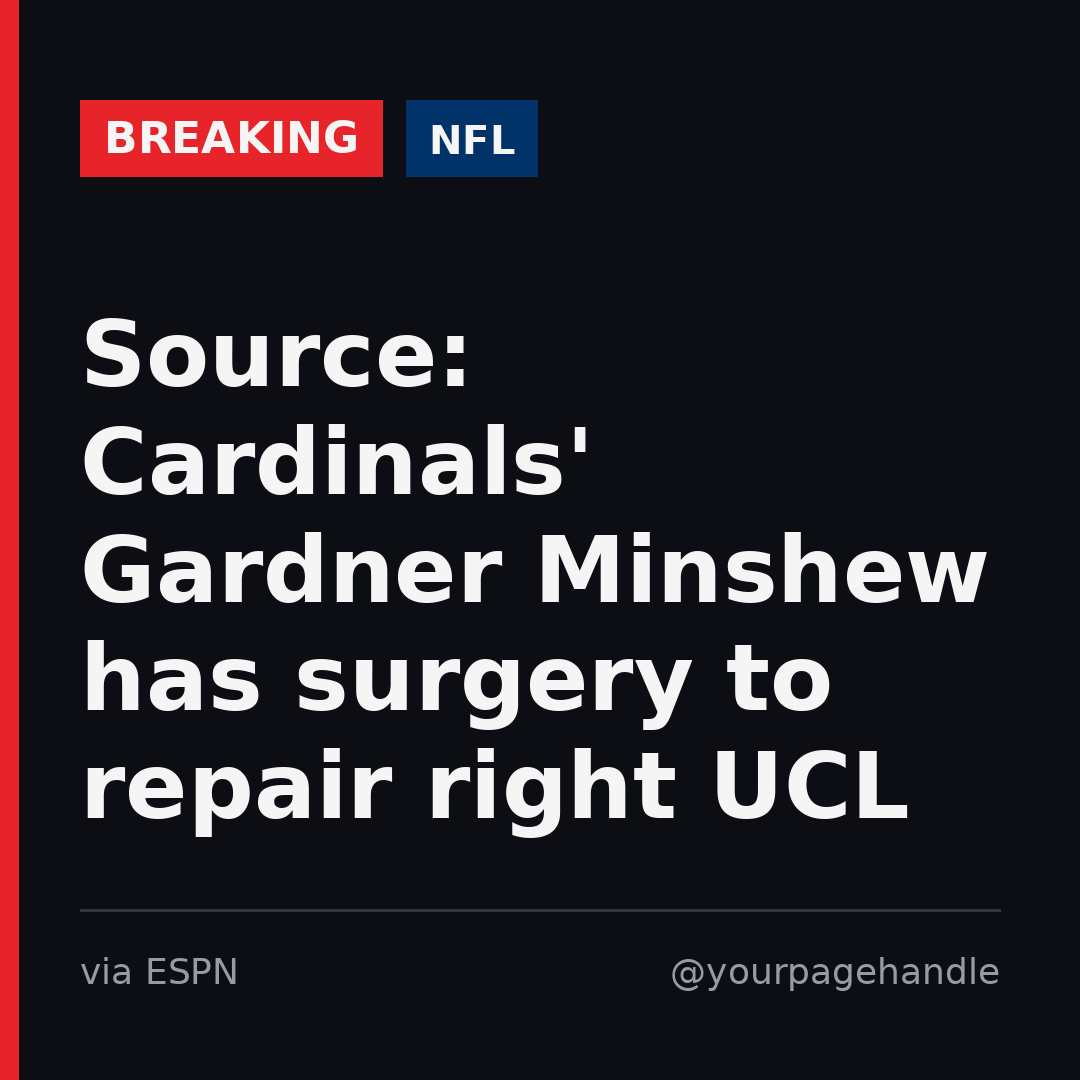 BREAKING NFL
Source:
Cardinals'
Gardner Minshew
has surgery to
repair right UCL
via ESPN @yourpagehandle